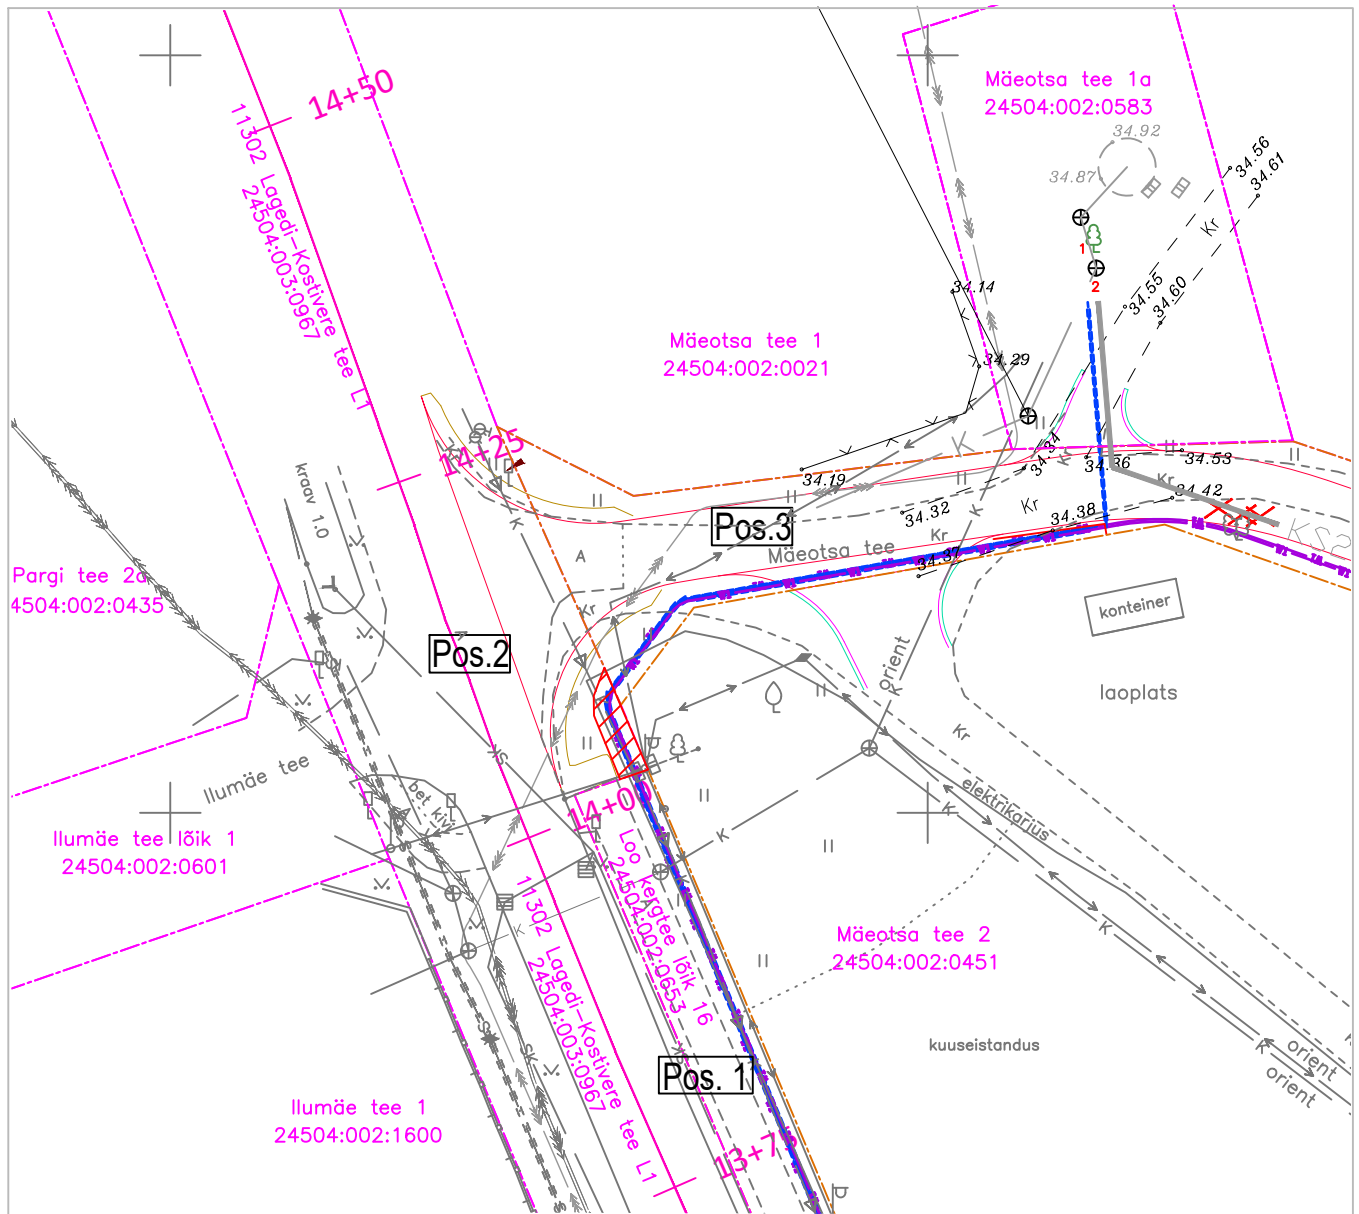 14+50
Mäeotsa tee 1a
24504:002:0583
34.92
34.87
34.56
34.61
Kr
11302 Lagedi-Kostivere tee L1
24504:003:0967
1
2
34.14
34.55
34.60
Mäeotsa tee 1
24504:002:0021
34.29
K
14+25
34.19
34.34
Kr
34.36
34.53
Kr
34.42
34.32
Kr
34.38
kraav 1.0
Pos.3
Mäeotsa tee
Kr
34.37
A
Pargi tee 2a
4504:002:0435
Kr
konteiner
Pos.2
orient
laoplats
Kr
Ilumäe tee
bet kivi
elektrikarjus
14+00
Ilumäe tee lõik 1
24504:002:0601
Loo kergtee lõik 16
24504:002:0653
11302 Lagedi-Kostivere tee L1
24504:003:0967
Mäeotsa tee 2
24504:002:0451
kuuseistandus
orient
orient
Pos. 1
Ilumäe tee 1
24504:002:1600
13+75